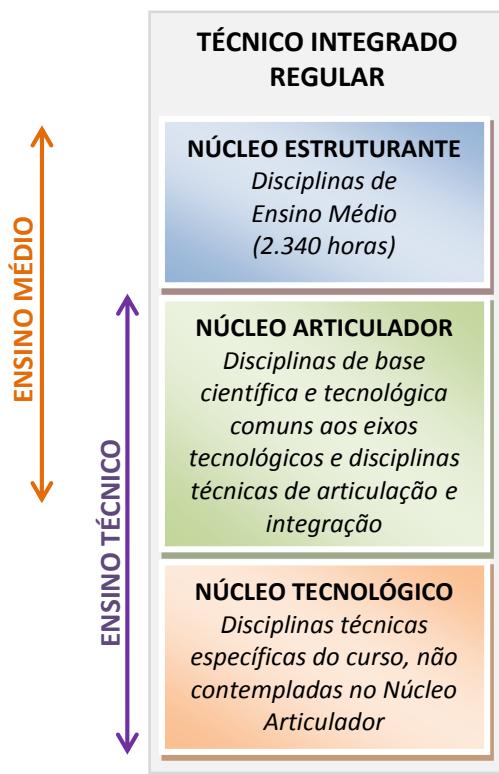 TÉCNICO INTEGRADO
REGULAR
ENSINO MÉDIO
NÚCLEO ESTRUTURANTE
Disciplinas de
Ensino Médio
(2.340 horas)
ENSINO TÉCNICO
NÚCLEO ARTICULADOR
Disciplinas de base
científica e tecnológica
comuns aos eixos
tecnológicos e disciplinas
técnicas de articulação e
integração
NÚCLEO TECNOLÓGICO
Disciplinas técnicas
específicas do curso, não
contempladas no Núcleo
Articulador